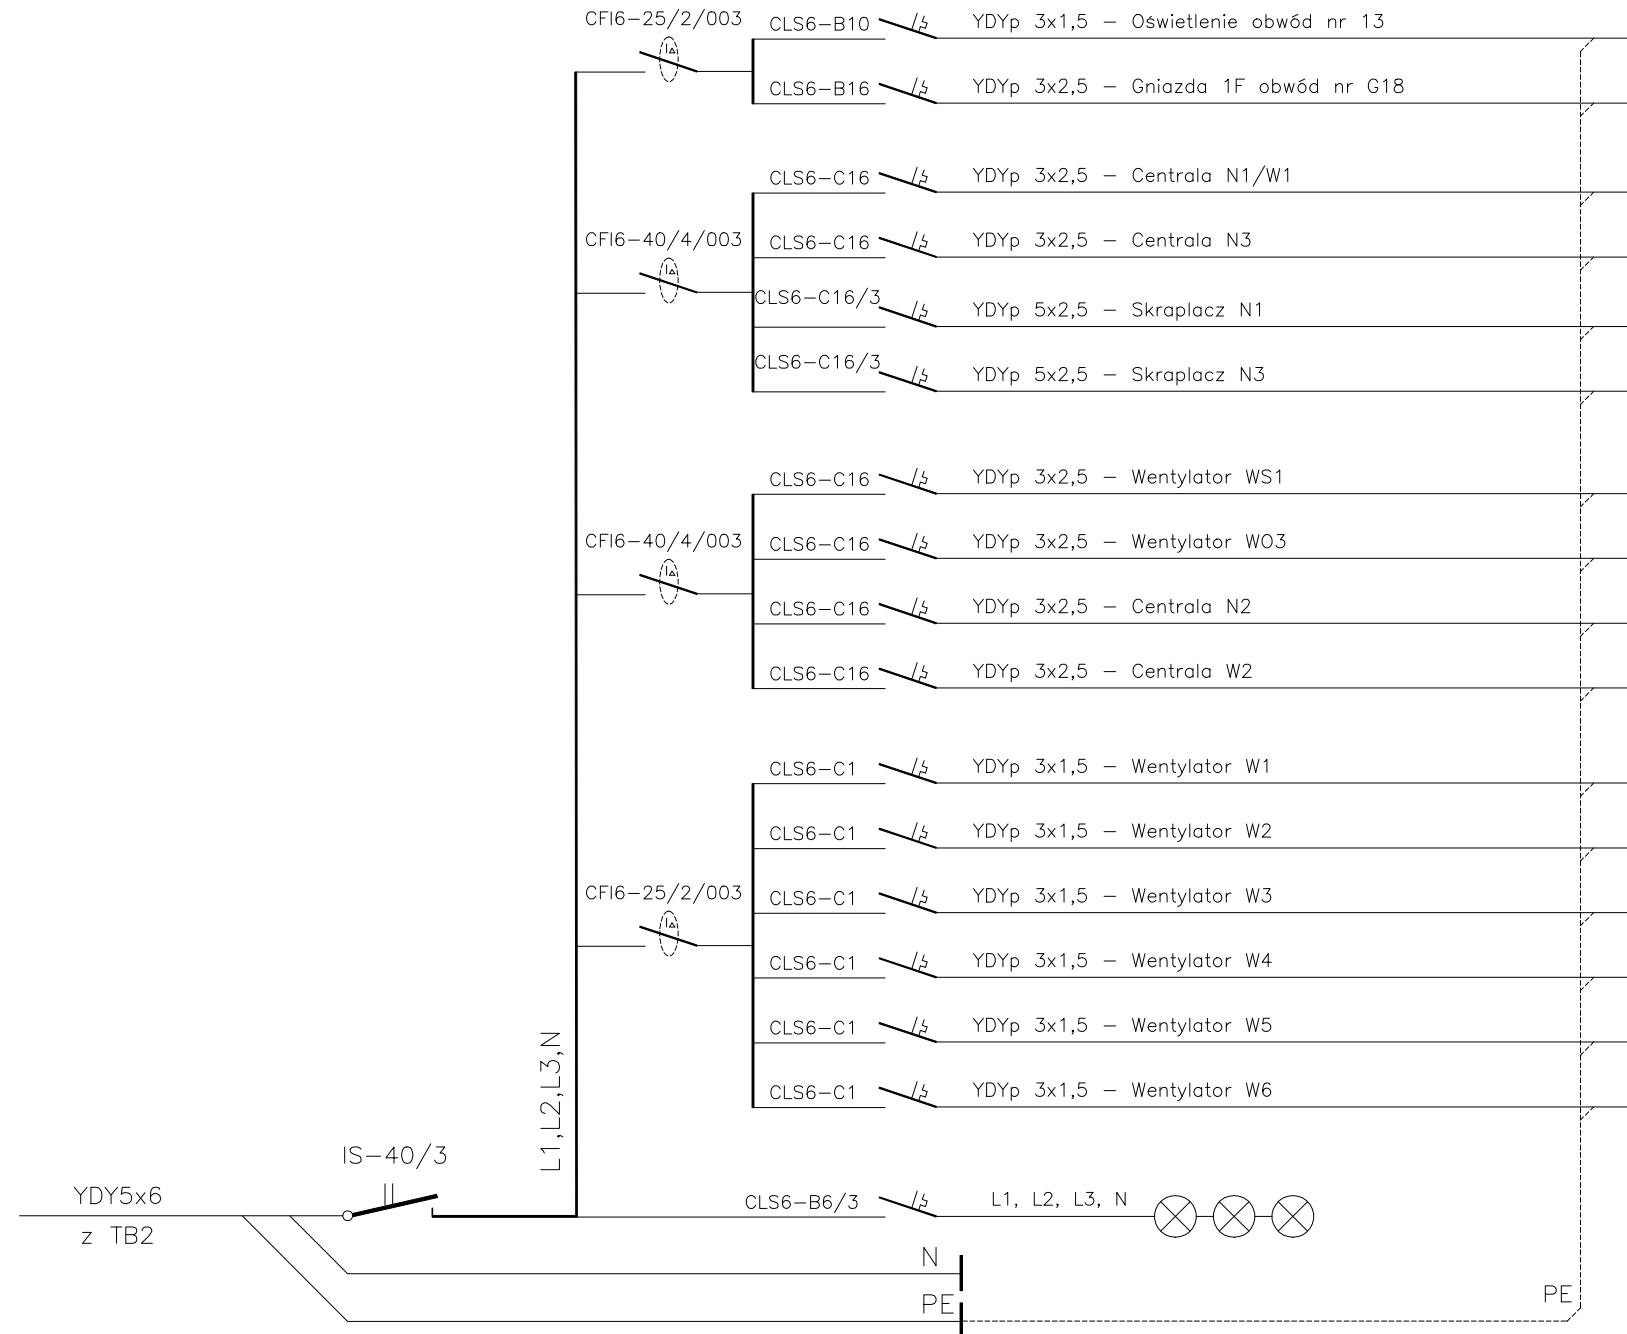 CFI6-25/2/003
CLS6-B10 YDYp 3x1,5 - Oświetlenie obwód nr 13
CLS6-B16 YDYp 3x2,5 - Gniazda 1F obwód nr G18
CLS6-C16 YDYp 3x2,5 - Centrala N1/W1
CFI6-40/4/003
CLS6-C16 YDYp 3x2,5 - Centrala N3
CLS6-C16/3 YDYp 5x2,5 - Skraplacz N1
CLS6-C16/3 YDYp 5x2,5 - Skraplacz N3
CLS6-C16 YDYp 3x2,5 - Wentylator WS1
CFI6-40/4/003
CLS6-C16 YDYp 3x2,5 - Wentylator WO3
CLS6-C16 YDYp 3x2,5 - Centrala N2
CLS6-C16 YDYp 3x2,5 - Centrala W2
CLS6-C1 YDYp 3x1,5 - Wentylator W1
CLS6-C1 YDYp 3x1,5 - Wentylator W2
CFI6-25/2/003
CLS6-C1 YDYp 3x1,5 - Wentylator W3
CLS6-C1 YDYp 3x1,5 - Wentylator W4
CLS6-C1 YDYp 3x1,5 - Wentylator W5
CLS6-C1 YDYp 3x1,5 - Wentylator W6
L1,L2,L3,N
IS-40/3
YDY5x6
z TB2
CLS6-B6/3 L1, L2, L3, N
N
PE
PE